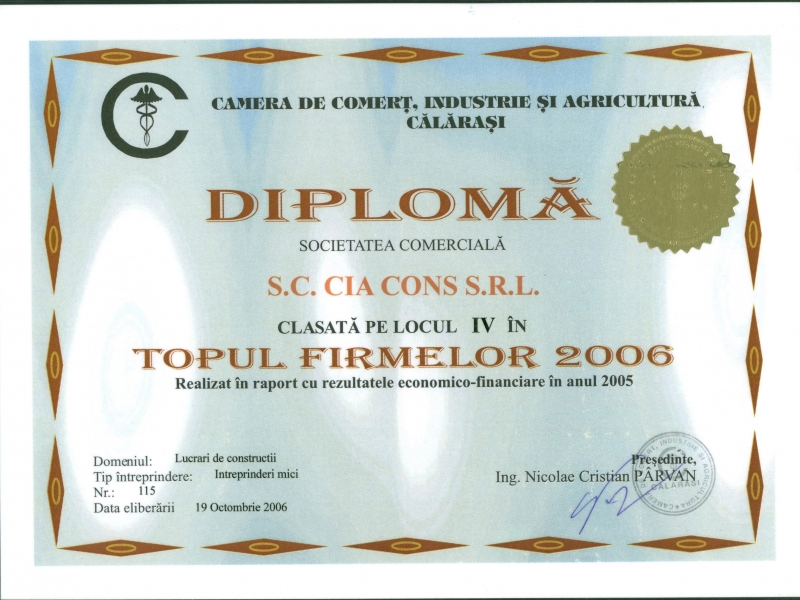 CAMERA DE COMERȚ, INDUSTRIE ȘI AGRICULTURĂ
CĂLĂRAȘI
DIPLOMĂ
SOCIETATEA COMERCIALĂ
S.C. CIA CONS S.R.L.
CLASATĂ PE LOCUL IV ÎN
TOPUL FIRMELOR 2006
Realizat în raport cu rezultatele economico-financiare în anul 2005
Domeniul: Lucrari de constructii
Tip întreprindere: Intreprinderi mici
Nr.: 115
Data eliberării 19 Octombrie 2006
Președinte,
Ing. Nicolae Cristian PÂRVAN
CĂLĂRAȘI